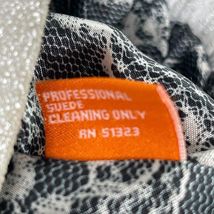 PROFESSIONAL
SUEDE
CLEANING ONLY
RN 51323